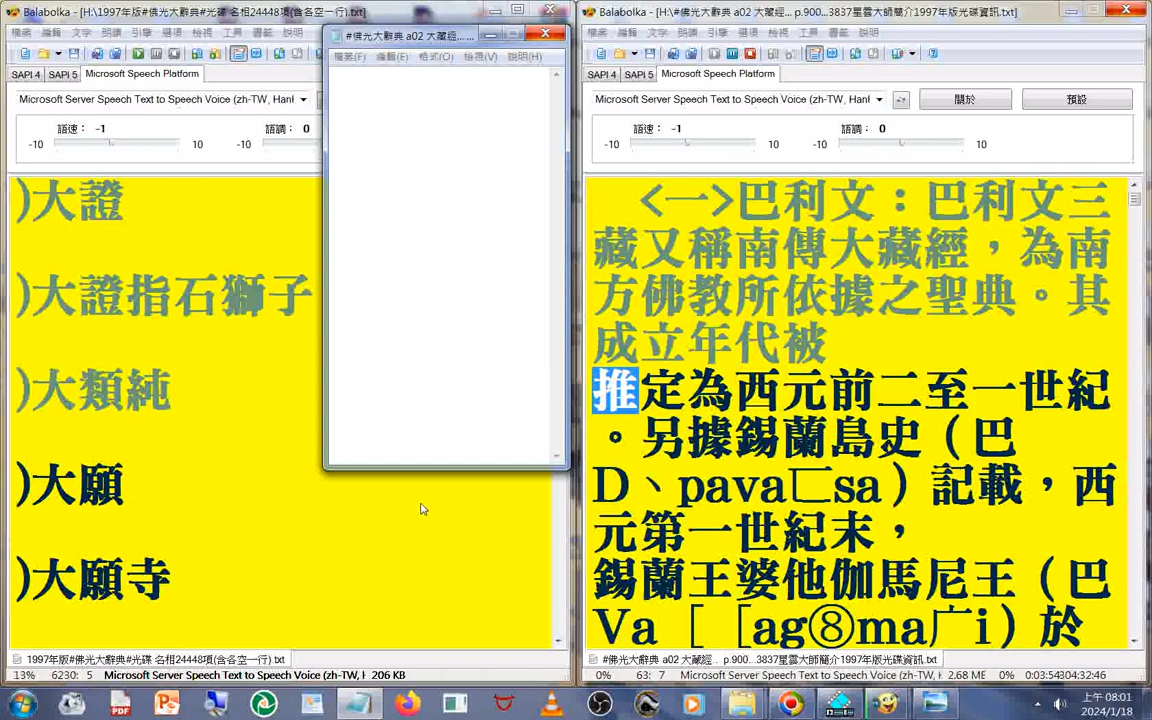 Balabolka - [H:\1997年版#佛光大辭典#光碟 名相24448項(含各空一行).txt]
檔案 編輯 文字 朗讀 引擎 選項 檢視 工具 書籤 說明
SAPI 4 SAPI 5 Microsoft Speech Platform
Microsoft Server Speech Text to Speech Voice (zh-TW, Hanl
語速： -1 語調： 0
-10 10 -10
)大證
)大證指石獅子
)大類純
)大願
)大願寺
1997年版#佛光大辭典#光碟 名相24448項(含各空一行).txt
13% 6230: 5 Microsoft Server Speech Text to Speech Voice (zh-TW, H 206 KB
#佛光大辭典 a02 大藏經......
檔案(F) 編輯(E) 格式(O) 檢視(V) 說明(H)
Balabolka - [H:\#佛光大辭典 a02 大藏經... p.900...3837星雲大師簡介1997年版光碟資訊.txt]
檔案 編輯 文字 朗讀 引擎 選項 檢視 工具 書籤 說明
SAPI 4 SAPI 5 Microsoft Speech Platform
Microsoft Server Speech Text to Speech Voice (zh-TW, Hanl
關於 預設
語速： -1 語調： 0
-10 10 -10 10
<一>巴利文：巴利文三
藏又稱南傳大藏經，為南
方佛教所依據之聖典。其
成立年代被
推定為西元前二至一世紀
。另據錫蘭島史（巴
D、pava匚sa）記載，西
元第一世紀末，
錫蘭王婆他伽馬尼王（巴
Va［［ag⑧ma广i）於
#佛光大辭典 a02 大藏經... p.900...3837星雲大師簡介1997年版光碟資訊.txt
0% 63: 7 Microsoft Server Speech Text to Speech Voice (zh-TW, H 2.68 ME 0% 0:03:54304:32:46
上午 08:01
2024/1/18